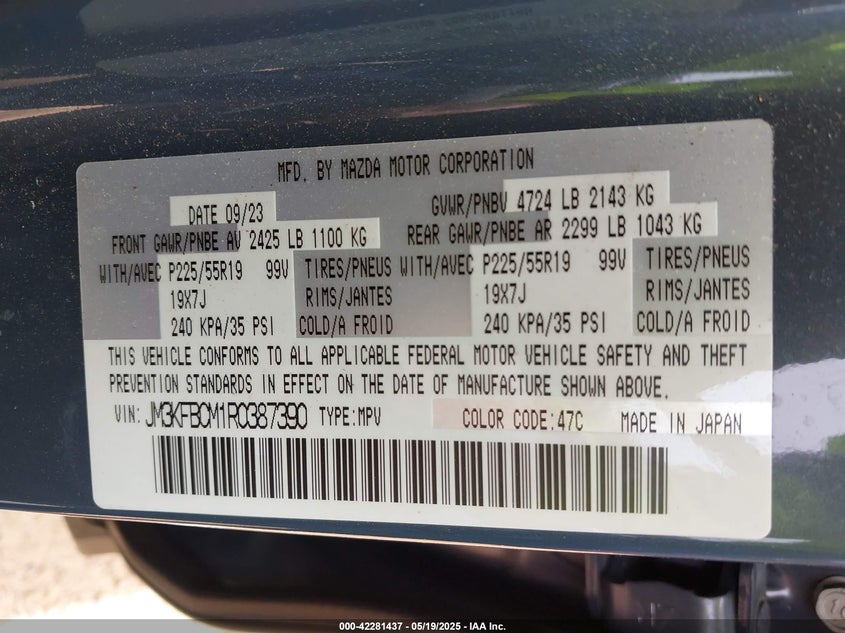 MFD. BY MAZDA MOTOR CORPORATION
DATE 09/23
GVWR/PNBV 4724 LB 2143 KG
FRONT GAWR/PNBE AV 2425 LB 1100 KG
REAR GAWR/PNBE AR 2299 LB 1043 KG
WITH/AVEC P225/55R19 99V TIRES/PNEUS WITH/AVEC P225/55R19 99V TIRES/PNEUS
19X7J RIMS/JANTES 19X7J RIMS/JANTES
240 KPA/35 PSI COLD/A FROID 240 KPA/35 PSI COLD/A FROID
THIS VEHICLE CONFORMS TO ALL APPLICABLE FEDERAL MOTOR VEHICLE SAFETY AND THEFT
PREVENTION STANDARDS IN EFFECT ON THE DATE OF MANUFACTURE SHOWN ABOVE.
VIN: JM3KFBCM1R0387390 TYPE:MPV COLOR CODE:47C MADE IN JAPAN
000-42281437 - 05/19/2025 - IAA Inc.